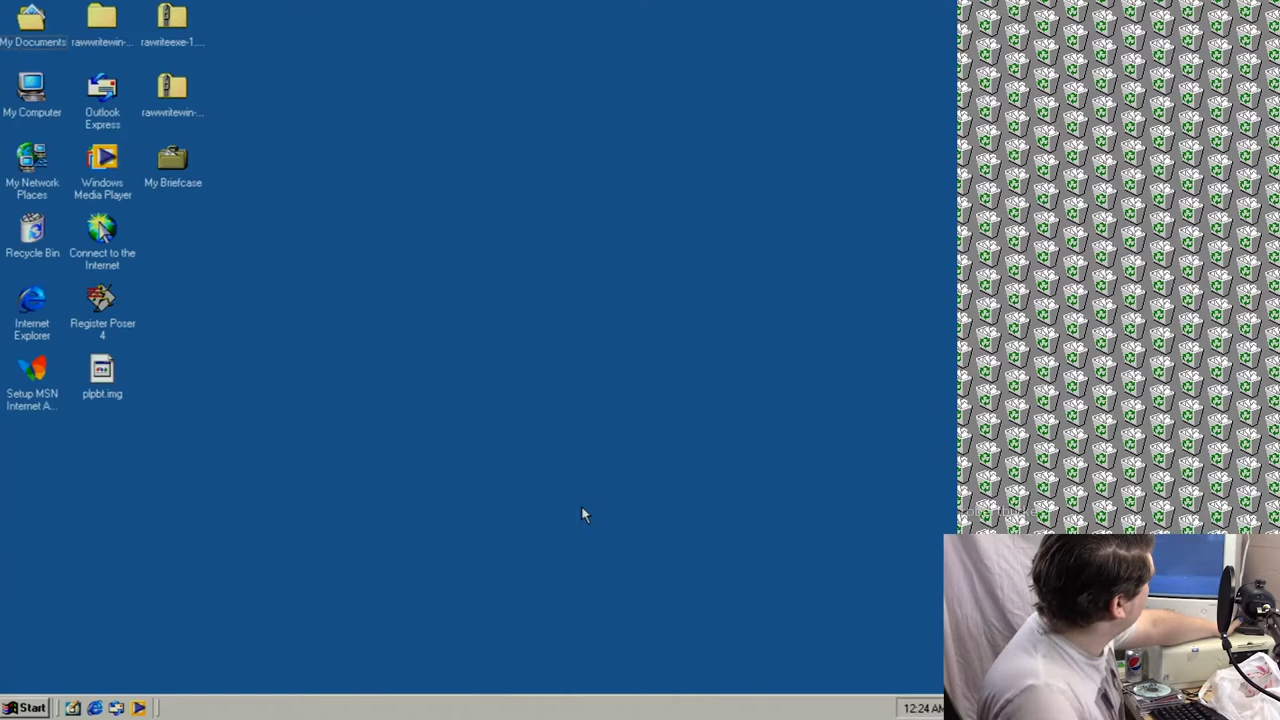 My Documents
rawwritewin-...
rawriteexe-1....
My Computer
Outlook
Express
rawwritewin-...
My Network
Places
Windows
Media Player
My Briefcase
Recycle Bin
Connect to the
Internet
Internet
Explorer
Register Poser
4
Setup MSN
Internet A...
plpbt.img
Start
12:24 AM